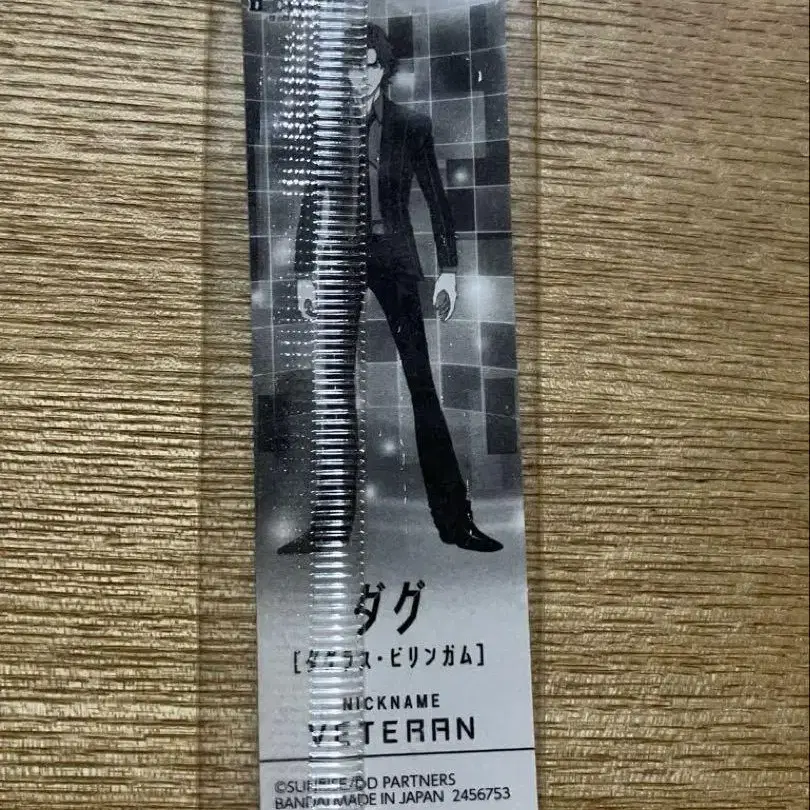 ダグ
[ダグラス・ビリンガム]
NICKNAME
VETERAN
©SUNRISE/DD PARTNERS
BANDAI MADE IN JAPAN 2456753